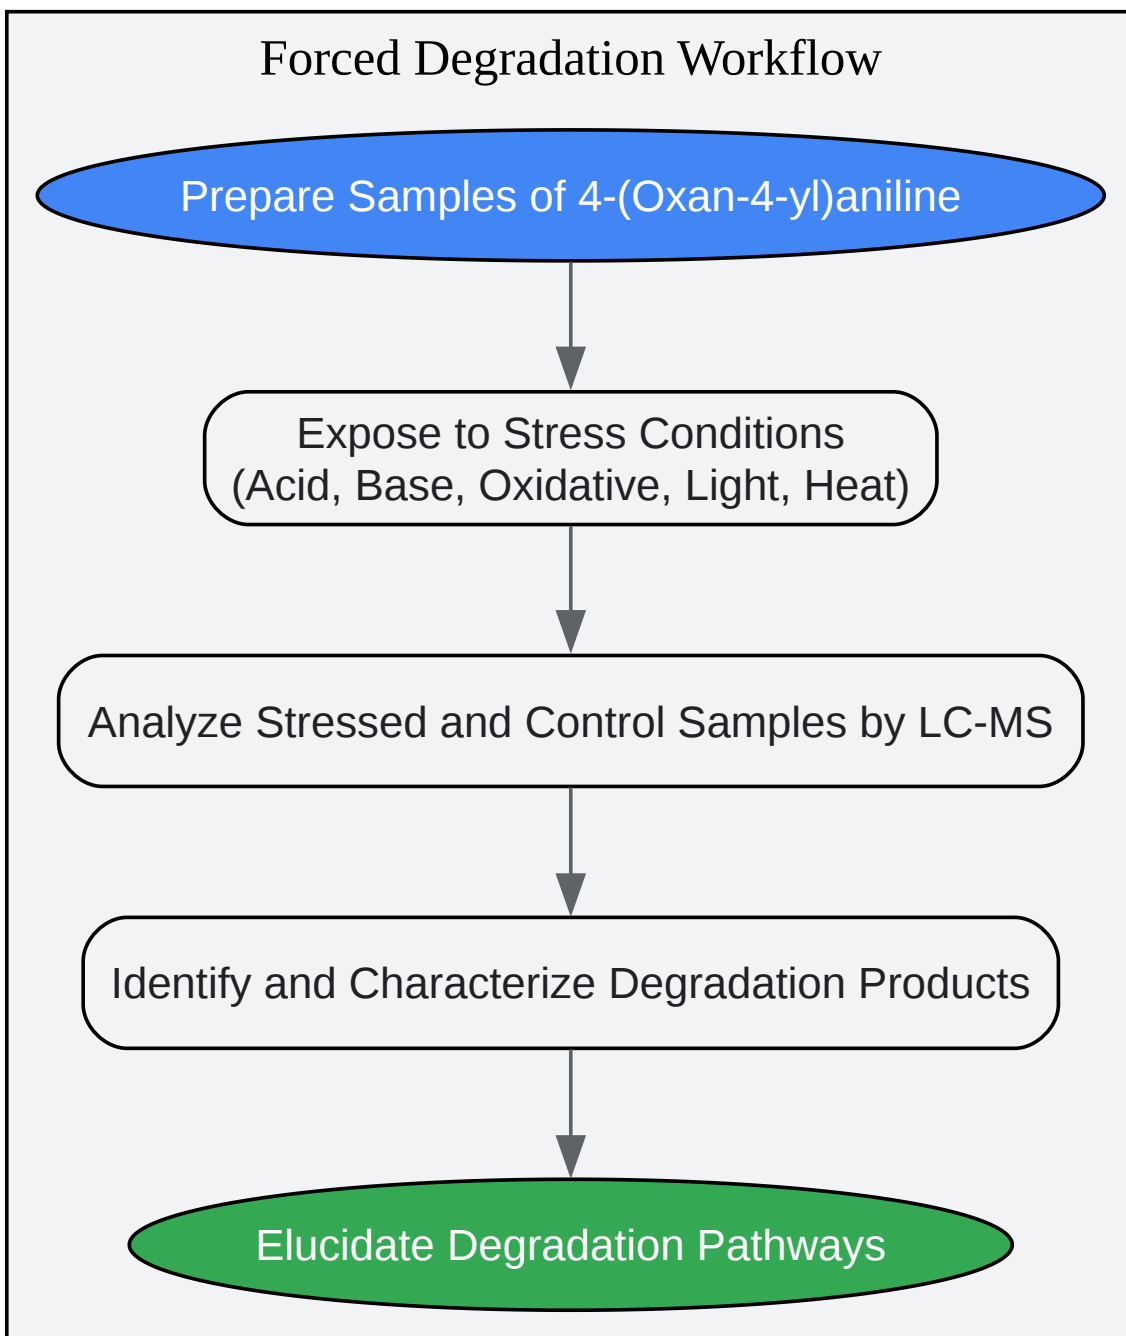 Forced Degradation Workflow
Prepare Samples of 4-(Oxan-4-yl)aniline
Expose to Stress Conditions
(Acid, Base, Oxidative, Light, Heat)
Analyze Stressed and Control Samples by LC-MS
Identify and Characterize Degradation Products
Elucidate Degradation Pathways